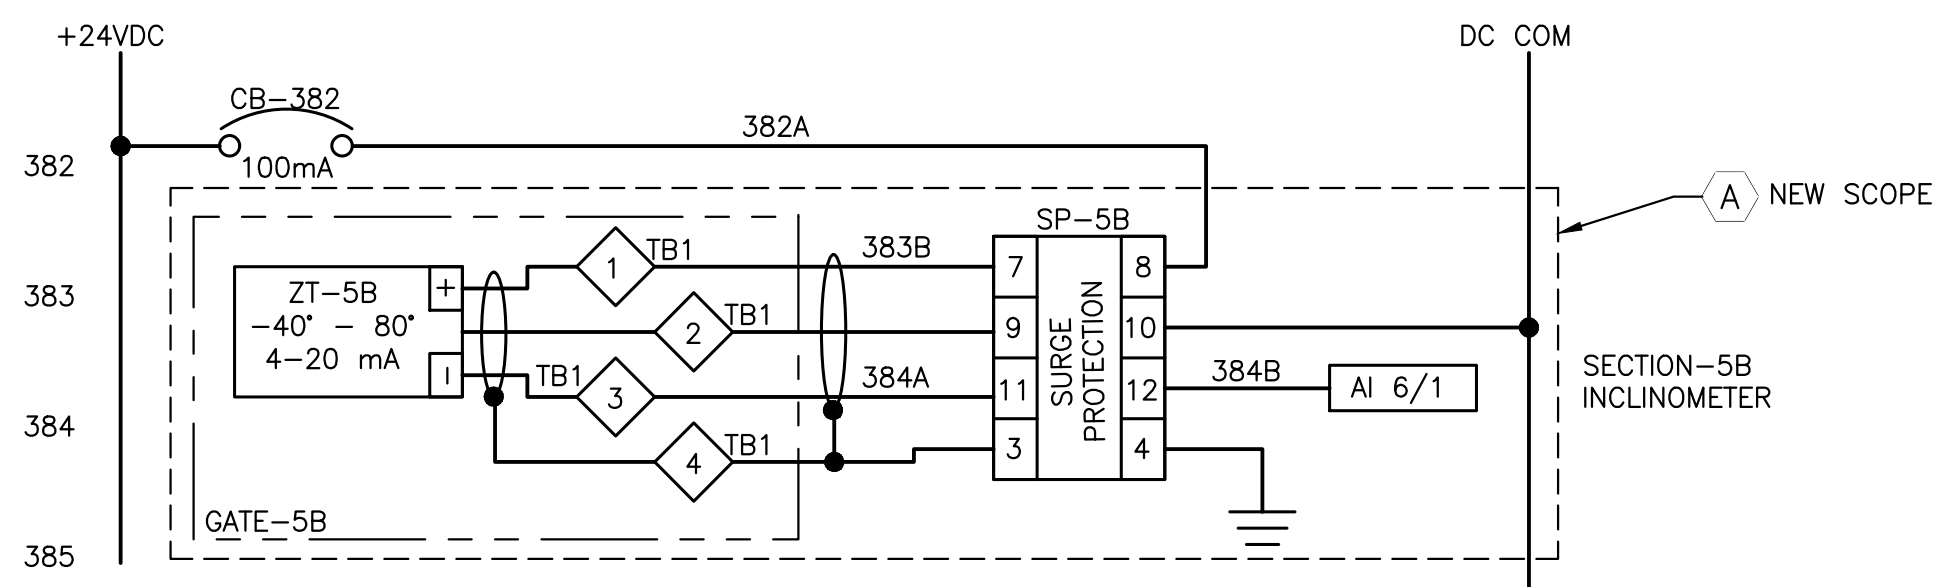 +24VDC
DC COM
CB-382
382A
382
100mA
A NEW SCOPE
SP-5B
TB1
383B
1
7
8
ZT-5B
+
383
-40° - 80°
2
TB1
9
10
4-20 mA
SURGE
PROTECTION
SECTION-5B
INCLINOMETER
-
TB1
3
384A
11
12
384B
AI 6/1
384
4
TB1
3
4
GATE-5B
385